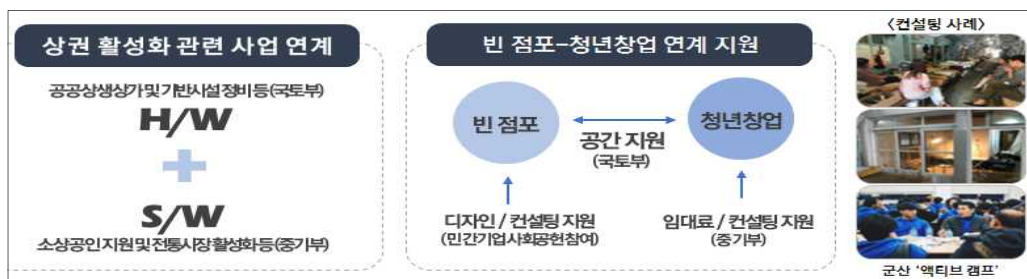 상권 활성화 관련 사업 연계
공공상생상가 및 기반시설 정비 등(국토부)
H/W
+
S/W
소상공인 지원 및 전통시장 활성화 등(중기부)
빈 점포-청년창업 연계 지원
빈 점포
청년창업
공간 지원
(국토부)
디자인 / 컨설팅 지원
(민간기업 사회공헌 참여)
임대료 / 컨설팅 지원
(중기부)
<컨설팅 사례>
군산 ‘액티브 캠프’